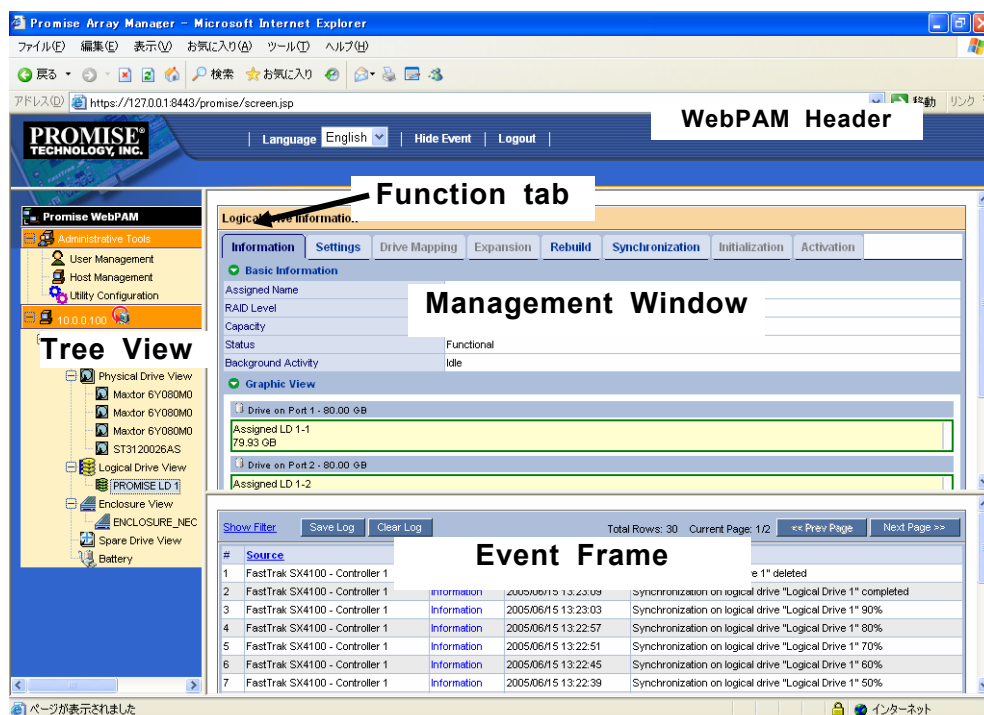 Promise Array Manager - Microsoft Internet Explorer
ファイル(F) 編集(E) 表示(V) お気に入り(A) ツール(T) ヘルプ(H)
戻る 検索 お気に入り
アドレス(D) https://127.0.0.1:8443/promise/screen.jsp 移動 リンク
WebPAM Header
PROMISE®
TECHNOLOGY, INC.
Language English | Hide Event | Logout |
Function tab
Promise WebPAM
Administrative Tools
User Management
Host Management
Utility Configuration
10.0.0.100
Tree View
Physical Drive View
Maxtor 6Y080M0
Maxtor 6Y080M0
Maxtor 6Y080M0
ST3120026AS
Logical Drive View
PROMISE LD 1
Enclosure View
ENCLOSURE_NEC
Spare Drive View
Battery
Information Settings Drive Mapping Expansion Rebuild Synchronization Initialization Activation
Basic Information
Management Window
Assigned Name
RAID Level
Capacity
Status Functional
Background Activity Idle
Graphic View
Drive on Port 1 - 80.00 GB
Assigned LD 1-1
79.93 GB
Drive on Port 2 - 80.00 GB
Assigned LD 1-2
Show Filter Save Log Clear Log Total Rows: 30 Current Page: 1/2 << Prev Page Next Page >>
Event Frame
# Source
1 FastTrak SX4100 - Controller 1 1" deleted
2 FastTrak SX4100 - Controller 1 Information 2005/06/15 13:23:09 Synchronization on logical drive "Logical Drive 1" completed
3 FastTrak SX4100 - Controller 1 Information 2005/06/15 13:23:03 Synchronization on logical drive "Logical Drive 1" 90%
4 FastTrak SX4100 - Controller 1 Information 2005/06/15 13:22:57 Synchronization on logical drive "Logical Drive 1" 80%
5 FastTrak SX4100 - Controller 1 Information 2005/06/15 13:22:51 Synchronization on logical drive "Logical Drive 1" 70%
6 FastTrak SX4100 - Controller 1 Information 2005/06/15 13:22:45 Synchronization on logical drive "Logical Drive 1" 60%
7 FastTrak SX4100 - Controller 1 Information 2005/06/15 13:22:39 Synchronization on logical drive "Logical Drive 1" 50%
ページが表示されました インターネット